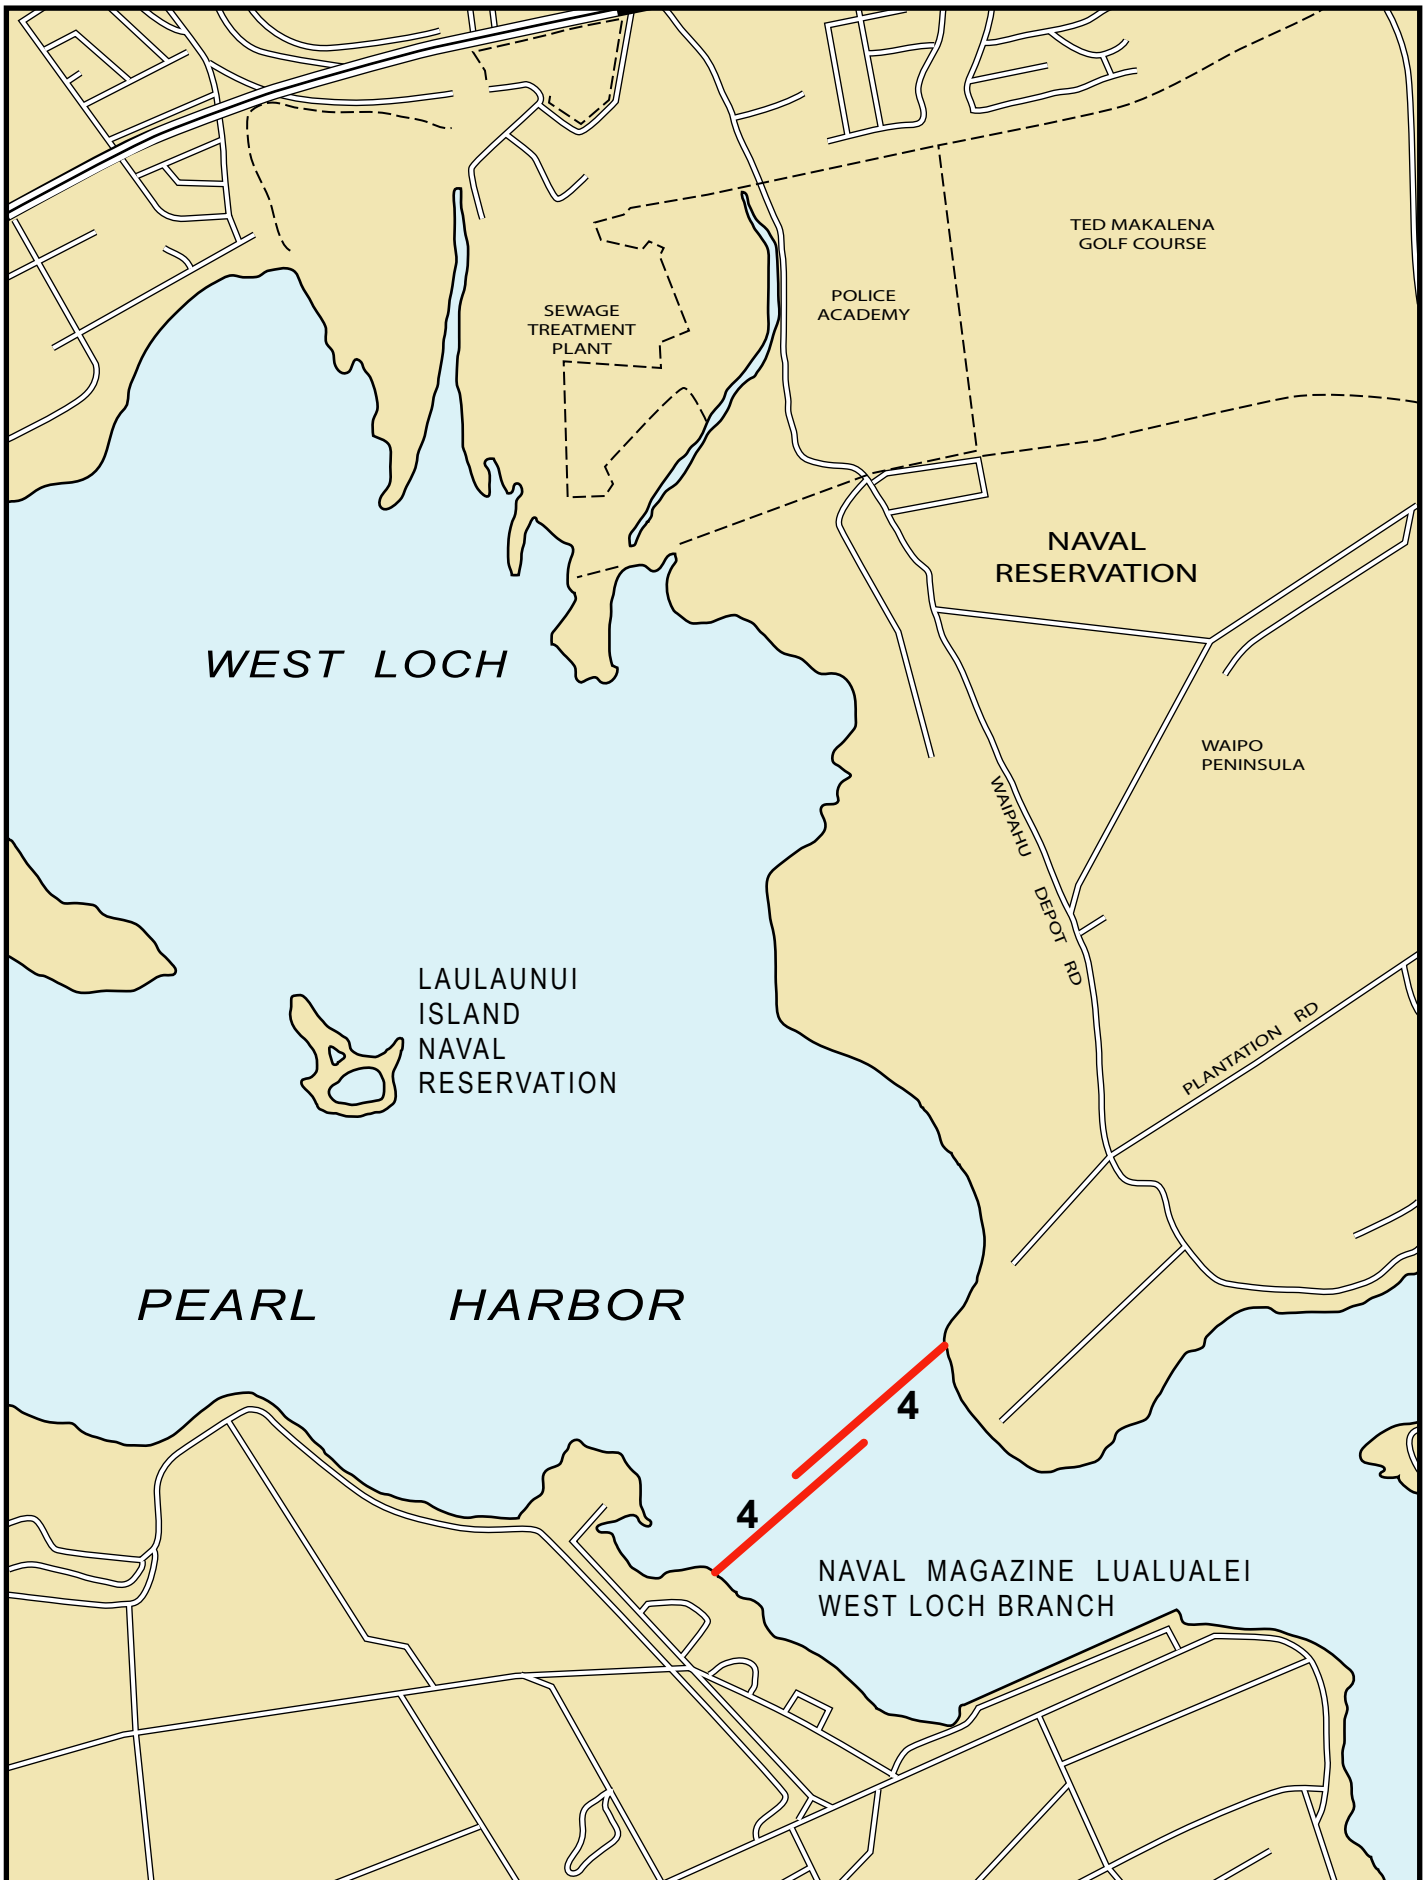 TED MAKALENA
GOLF COURSE
POLICE
ACADEMY
SEWAGE
TREATMENT
PLANT
NAVAL
RESERVATION
WEST LOCH
WAIPO
PENINSULA
WAIPAHU DEPOT RD
LAULAUNUI
ISLAND
NAVAL
RESERVATION
PLANTATION RD
PEARL HARBOR
4
4
NAVAL MAGAZINE LUALUALEI
WEST LOCH BRANCH